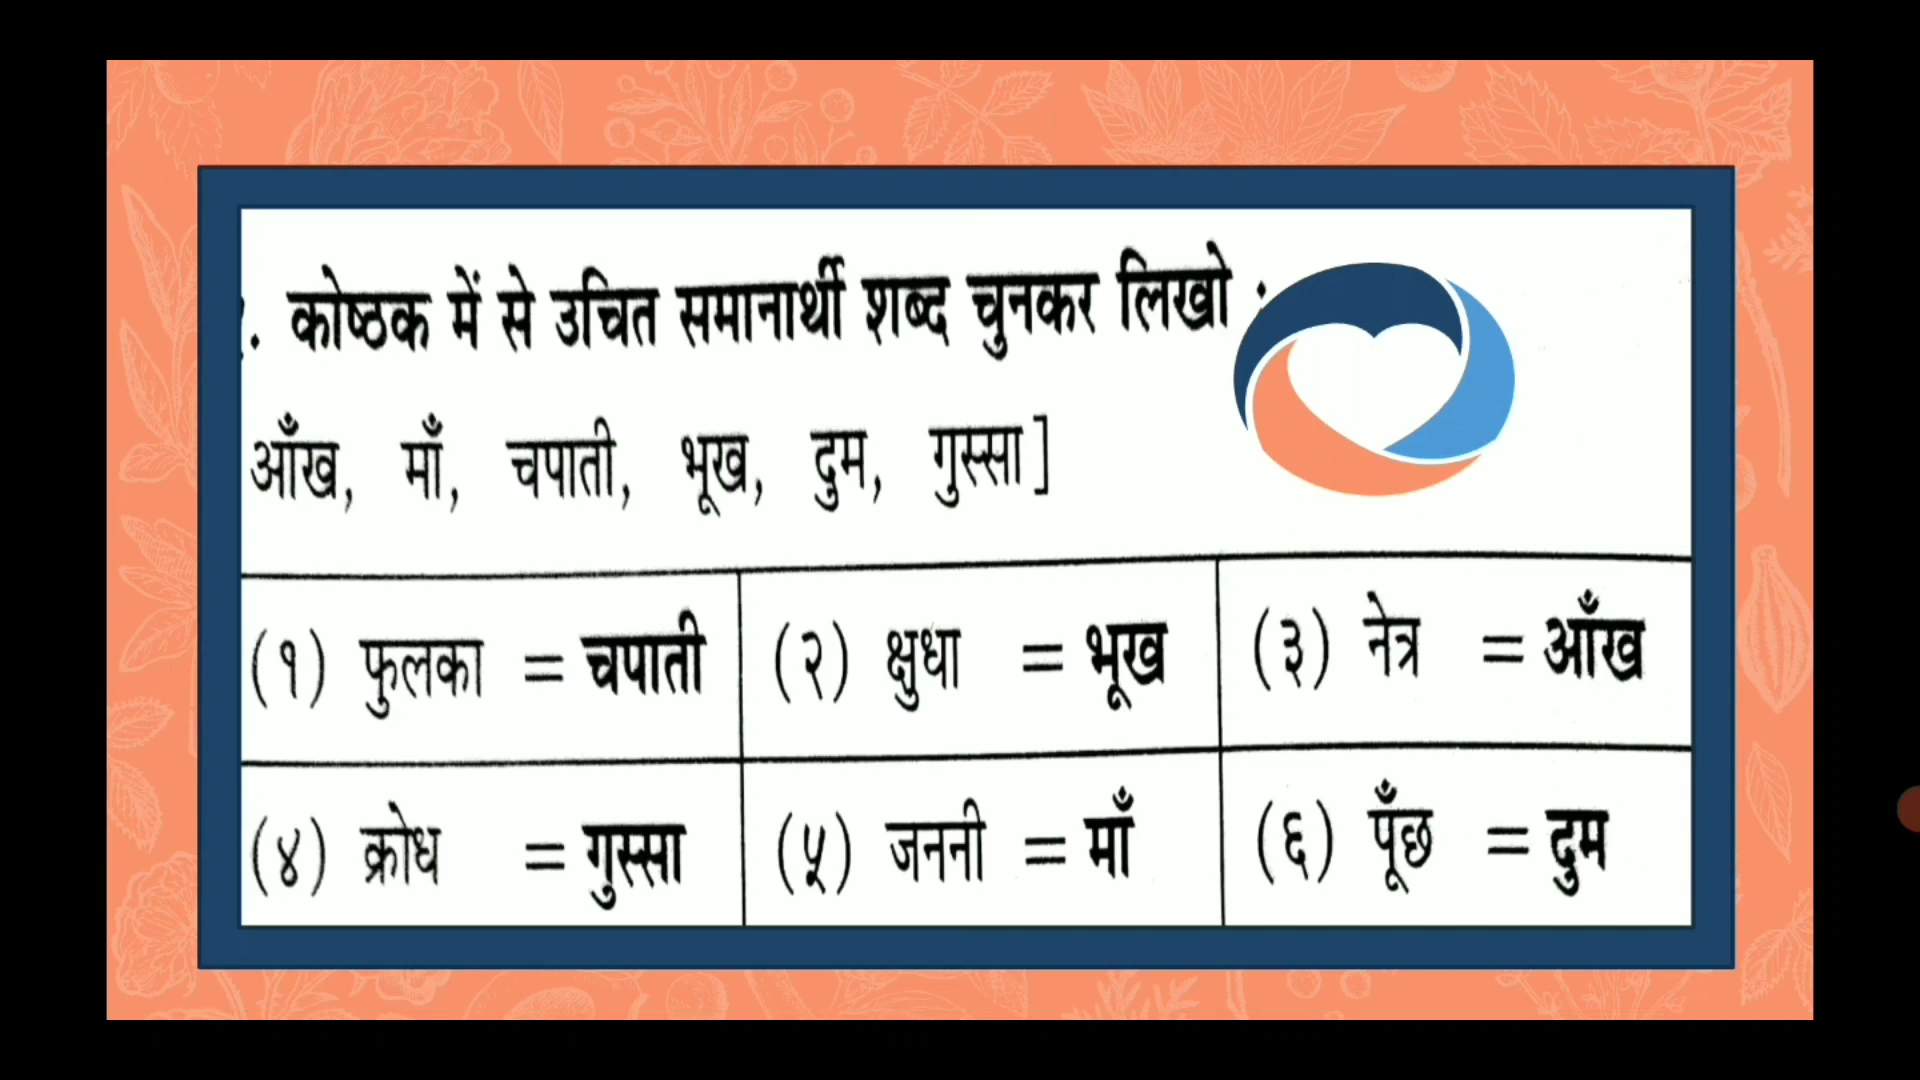 . कोष्ठक में से उचित समानार्थी शब्द चुनकर लिखो :
आँख, माँ, चपाती, भूख, दुम, गुस्सा ]
(१) फुलका = चपाती (२) क्षुधा = भूख (३) नेत्र = आँख
(४) क्रोध = गुस्सा (५) जननी = माँ (६) पूँछ = दुम